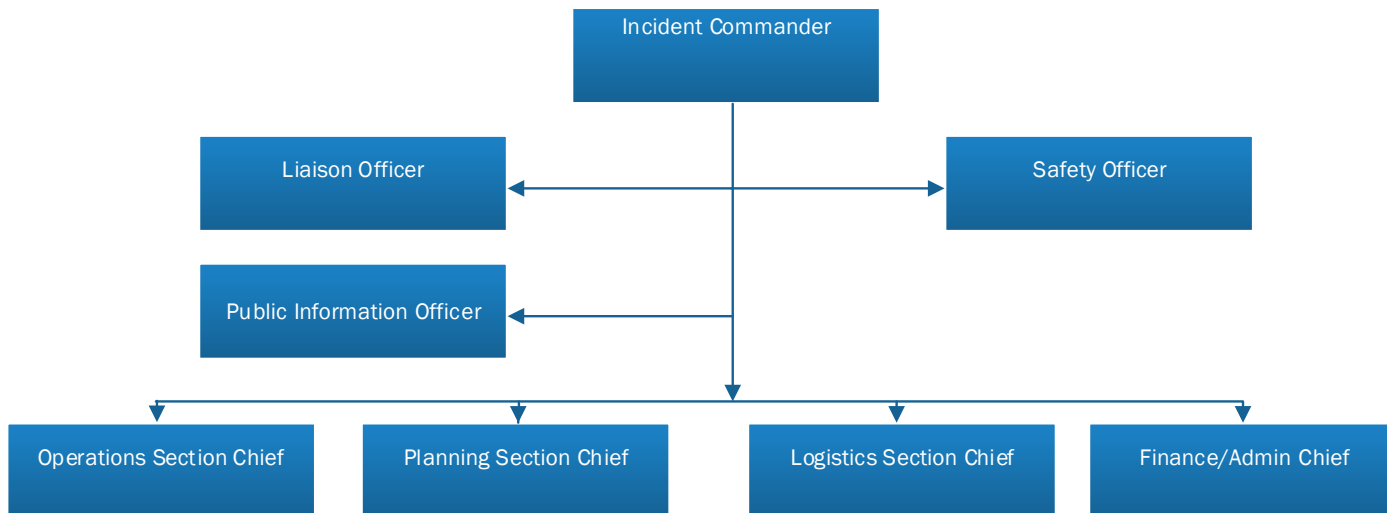 Incident Commander
Liaison Officer
Safety Officer
Public Information Officer
Operations Section Chief
Planning Section Chief
Logistics Section Chief
Finance/Admin Chief